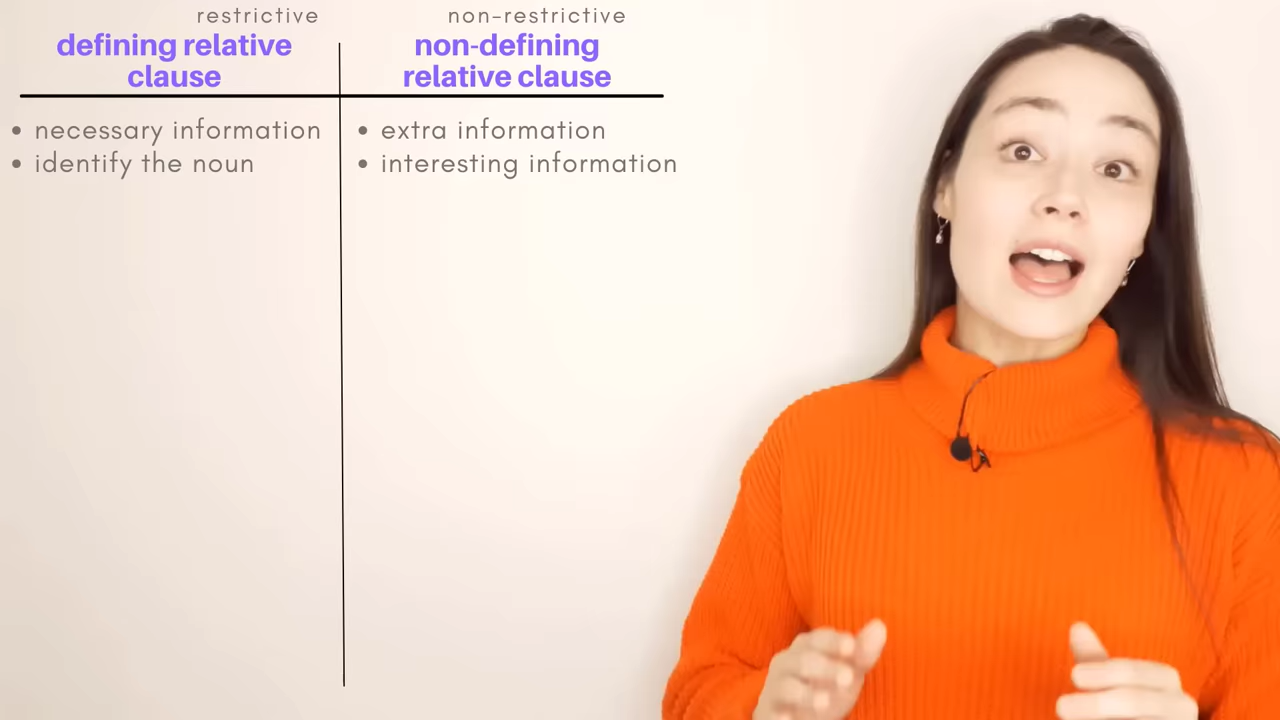 restrictive
defining relative
clause
• necessary information
• identify the noun
non-restrictive
non-defining
relative clause
• extra information
• interesting information